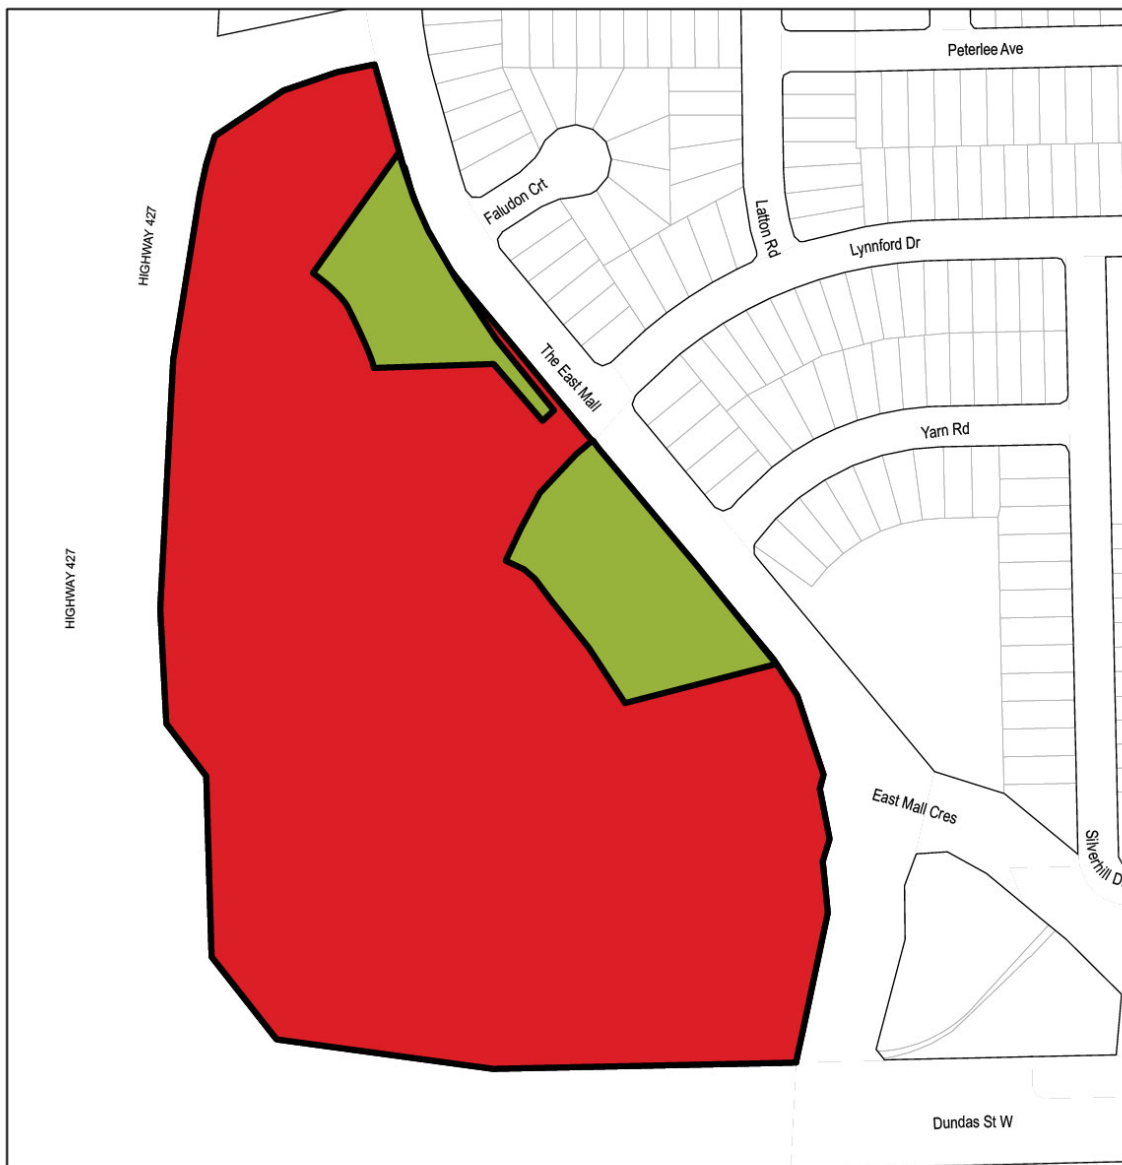 Peterlee Ave
Faludon Crt
Latton Rd
HIGHWAY 427
Lynnford Dr
The East Mall
Yarn Rd
HIGHWAY 427
East Mall Cres
Silverhill D
Dundas St W